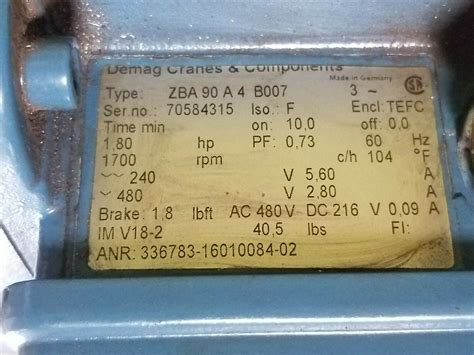 Demag Cranes & Components
Made in Germany
Type: ZBA 90 A 4 B007 3 ~
Ser.no.: 70584315 Iso.: F Encl: TEFC
Time min on: 10,0 off: 0,0
1,80 hp PF: 0,73 60 Hz
1700 rpm c/h 104 °F
240 V 5,60 A
480 V 2,80 A
Brake: 1,8 lbft AC 480 V DC 216 V 0,09 A
IM V18-2 40,5 lbs FI:
ANR: 336783-16010084-02